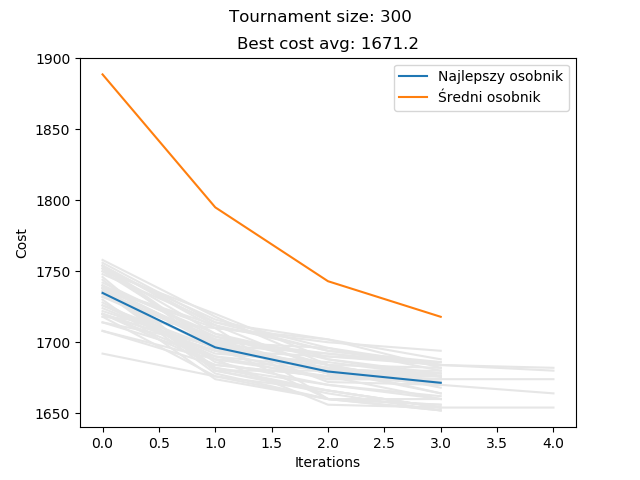 Tournament size: 300
Best cost avg: 1671.2
Najlepszy osobnik
Średni osobnik
1900
1850
1800
1750
1700
1650
Cost
0.0 0.5 1.0 1.5 2.0 2.5 3.0 3.5 4.0
Iterations